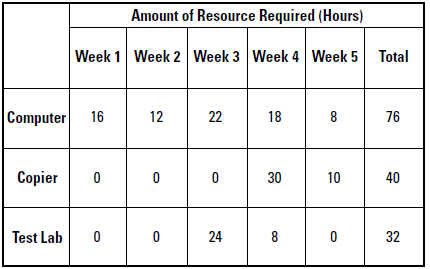 Amount of Resource Required (Hours)
Week 1 Week 2 Week 3 Week 4 Week 5 Total
Computer 16 12 22 18 8 76
Copier 0 0 0 30 10 40
Test Lab 0 0 24 8 0 32